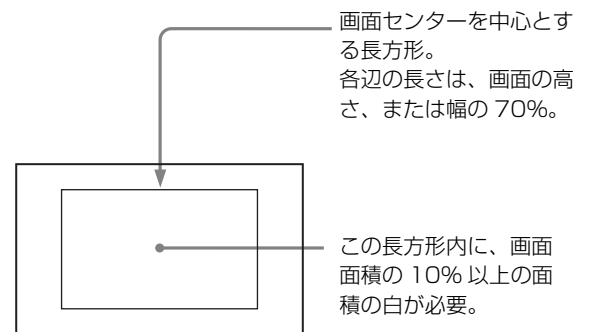 画面センターを中心とす
る長方形。
各辺の長さは、画面の高
さ、または幅の 70%。
この長方形内に、画面
面積の 10% 以上の面
積の白が必要。